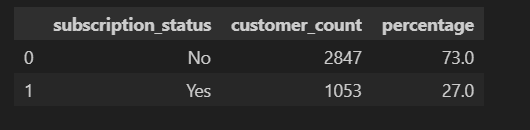 subscription_status customer_count percentage
0 No 2847 73.0
1 Yes 1053 27.0